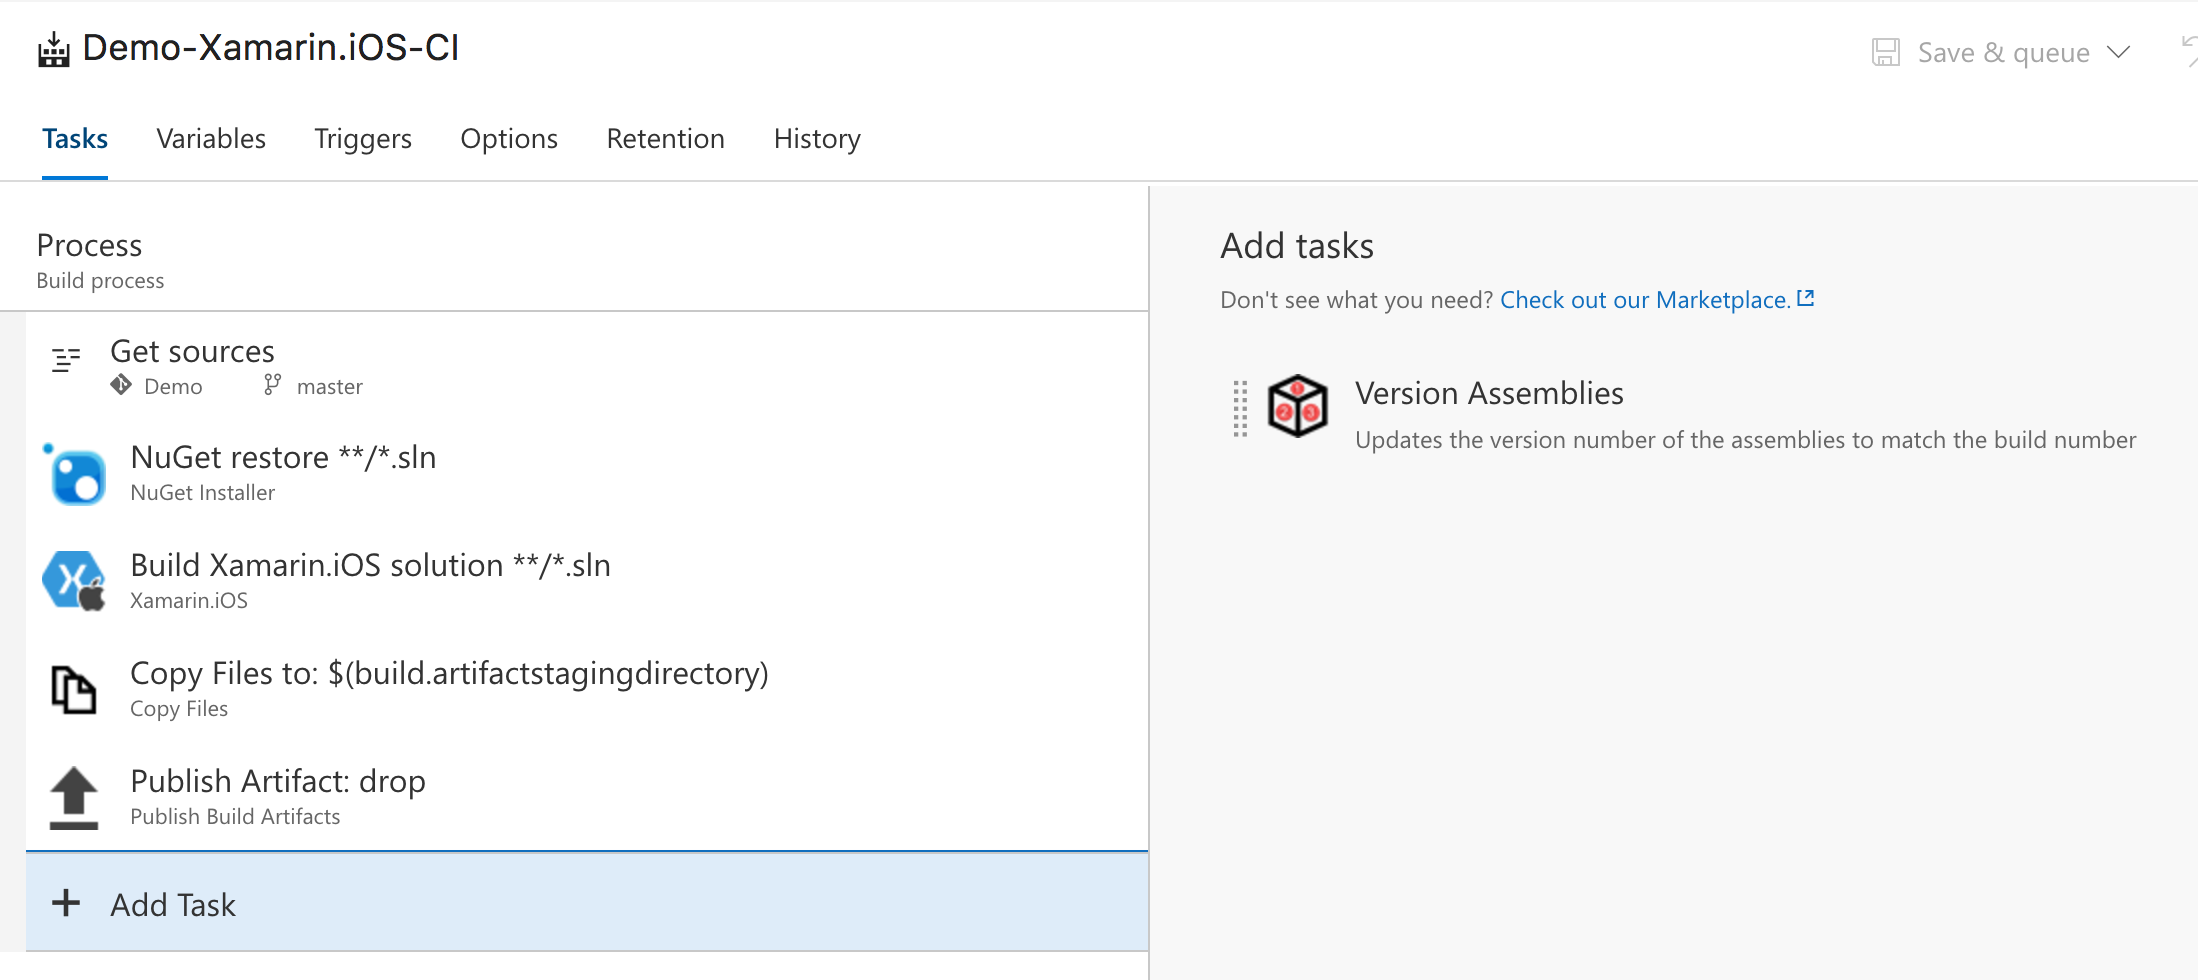 Demo-Xamarin.iOS-CI
Save & queue
Tasks Variables Triggers Options Retention History
Process
Build process
Get sources
Demo master
NuGet restore **/*.sln
NuGet Installer
Build Xamarin.iOS solution **/*.sln
Xamarin.iOS
Copy Files to: $(build.artifactstagingdirectory)
Copy Files
Publish Artifact: drop
Publish Build Artifacts
Add Task
Add tasks
Don't see what you need? Check out our Marketplace.
1
2 3
Version Assemblies
Updates the version number of the assemblies to match the build number